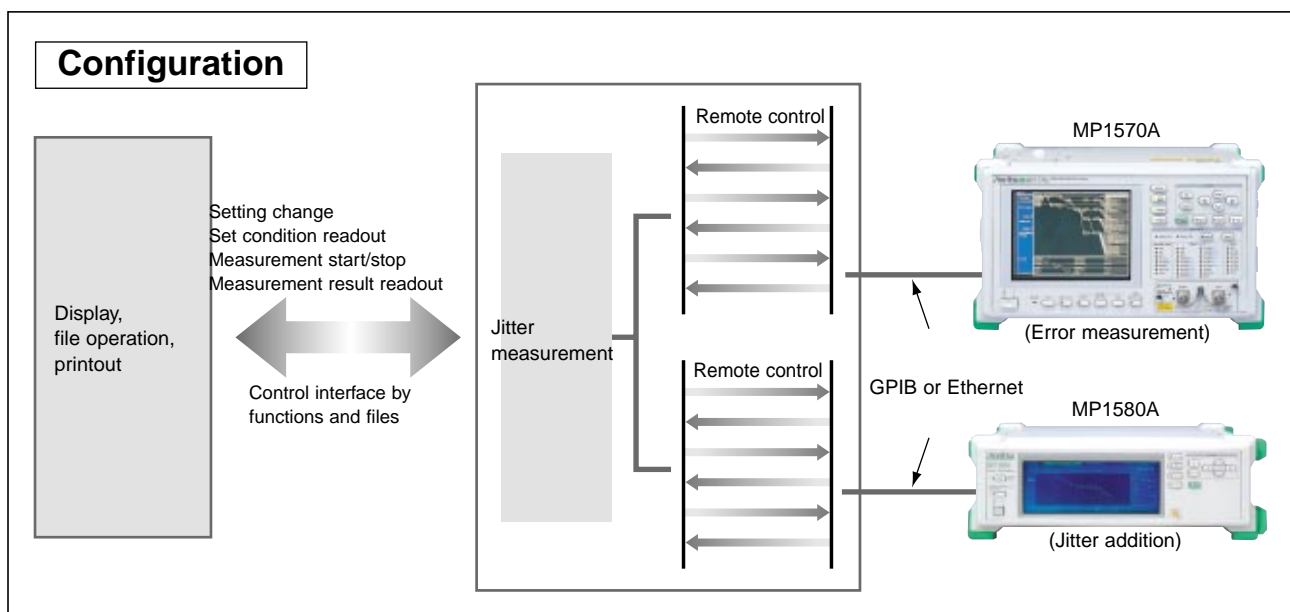 Configuration
Display,
file operation,
printout
Setting change
Set condition readout
Measurement start/stop
Measurement result readout
Control interface by
functions and files
Jitter
measurement
Remote control
Remote control
MP1570A
(Error measurement)
GPIB or Ethernet
MP1580A
(Jitter addition)